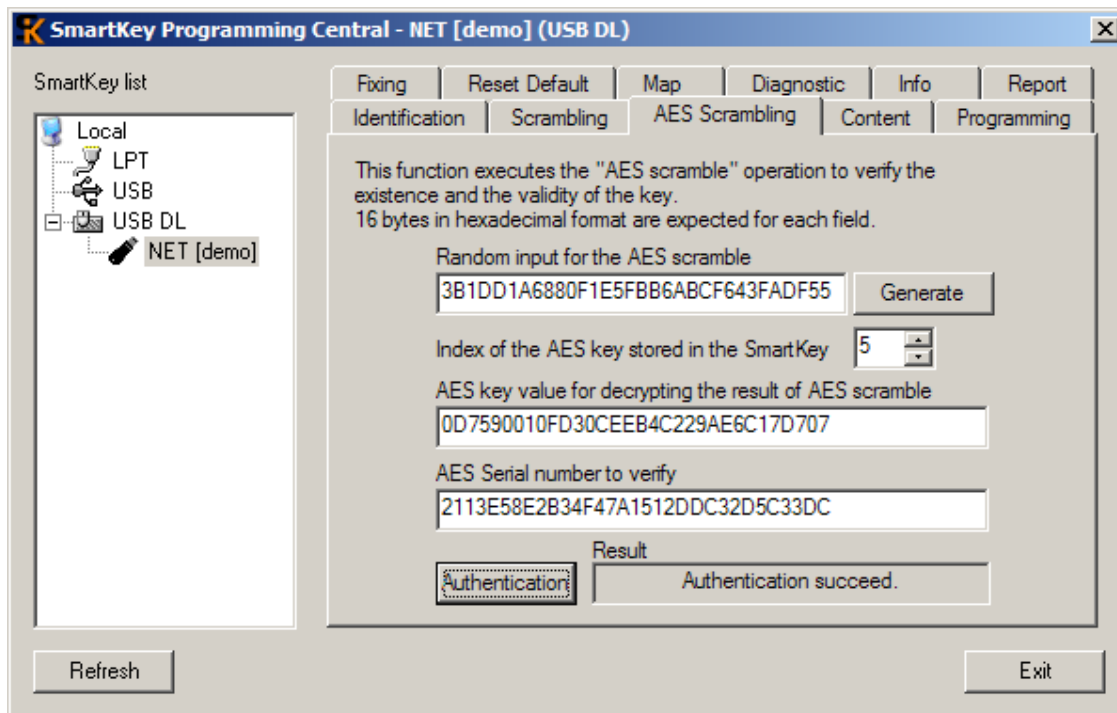 SmartKey Programming Central - NET [demo] (USB DL)
SmartKey list
Local
LPT
USB
USB DL
NET [demo]
Fixing Reset Default Map Diagnostic Info Report
Identification Scrambling AES Scrambling Content Programming
This function executes the "AES scramble" operation to verify the
existence and the validity of the key.
16 bytes in hexadecimal format are expected for each field.
Random input for the AES scramble
3B1DD1A6880F1E5FBB6ABCF643FADF55 Generate
Index of the AES key stored in the SmartKey 5
AES key value for decrypting the result of AES scramble
0D7590010FD30CEEB4C229AE6C17D707
AES Serial number to verify
2113E58E2B34F47A1512DDC32D5C33DC
Result
Authentication Authentication succeed.
Refresh Exit